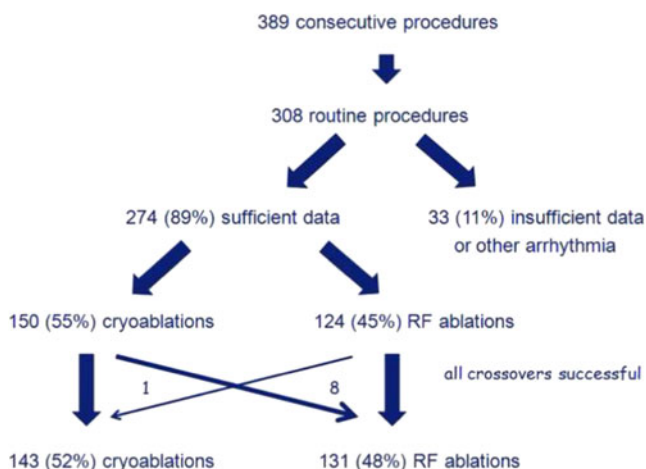 389 consecutive procedures
308 routine procedures
274 (89%) sufficient data
33 (11%) insufficient data
or other arrhythmia
150 (55%) cryoablations
124 (45%) RF ablations
1
8
all crossovers successful
143 (52%) cryoablations
131 (48%) RF ablations